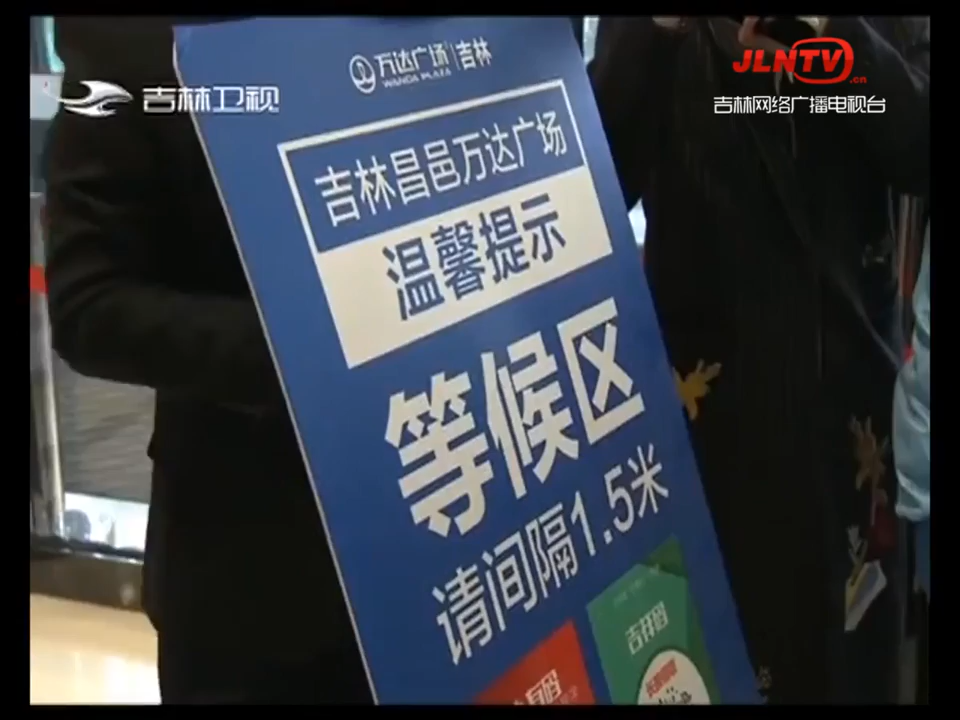 吉林卫视
JLNTV.cn
吉林网络广播电视台
万达广场 | 吉林
WANDA PLAZA
吉林昌邑万达广场
温馨提示
等候区
请间隔1.5米
吉祥码